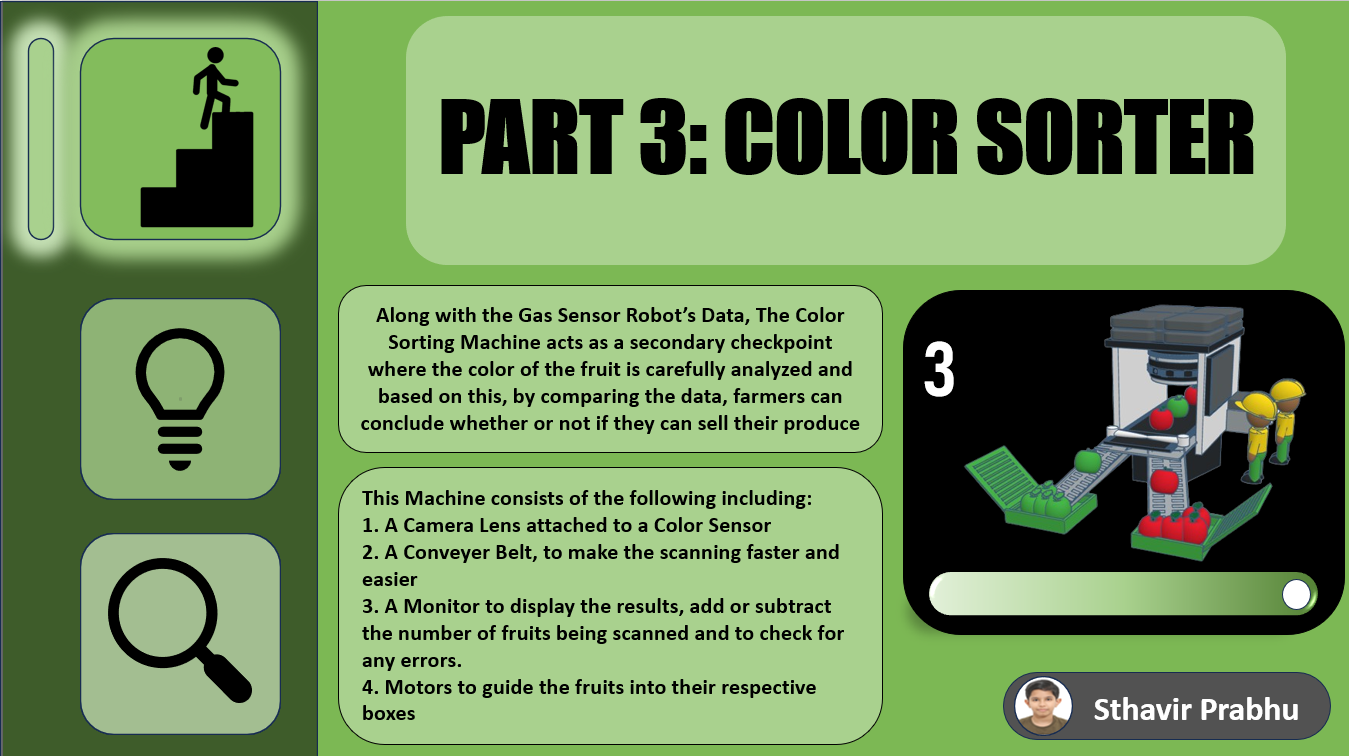 PART 3: COLOR SORTER
Along with the Gas Sensor Robot’s Data, The Color
Sorting Machine acts as a secondary checkpoint
where the color of the fruit is carefully analyzed and
based on this, by comparing the data, farmers can
conclude whether or not if they can sell their produce
This Machine consists of the following including:
1. A Camera Lens attached to a Color Sensor
2. A Conveyer Belt, to make the scanning faster and
easier
3. A Monitor to display the results, add or subtract
the number of fruits being scanned and to check for
any errors.
4. Motors to guide the fruits into their respective
boxes
3
Sthavir Prabhu